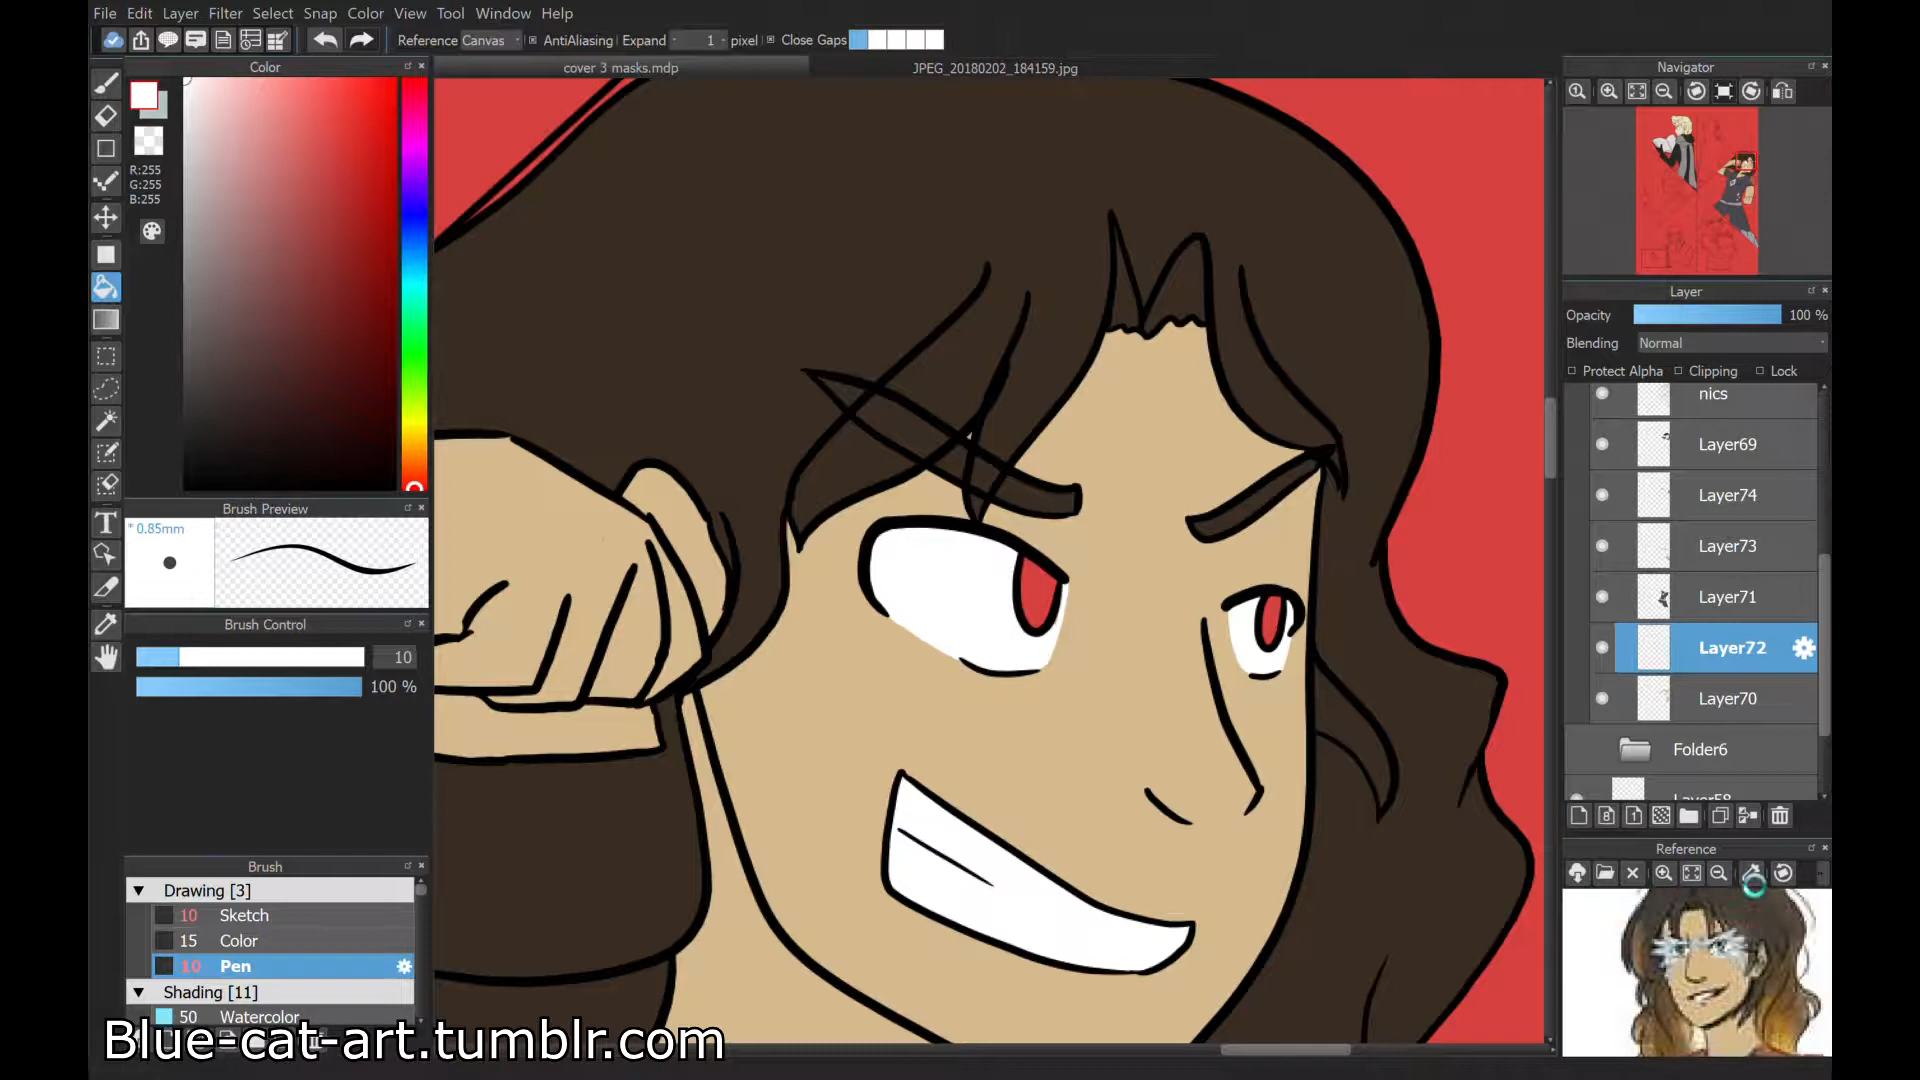 File Edit Layer Filter Select Snap Color View Tool Window Help
Reference Canvas AntiAliasing Expand 1 pixel Close Gaps
Color
cover 3 masks.mdp
JPEG_20180202_184159.jpg
Navigator
R:255
G:255
B:255
Layer
Opacity 100 %
Blending Normal
Protect Alpha Clipping Lock
nics
Layer69
Layer74
Layer73
Layer71
Layer72
Layer70
Folder6
Layer58
Brush Preview
* 0.85mm
Brush Control
10
100 %
Reference
Brush
Drawing [3]
10 Sketch
15 Color
10 Pen
Shading [11]
50 Watercolor
Blue-cat-art.tumblr.com